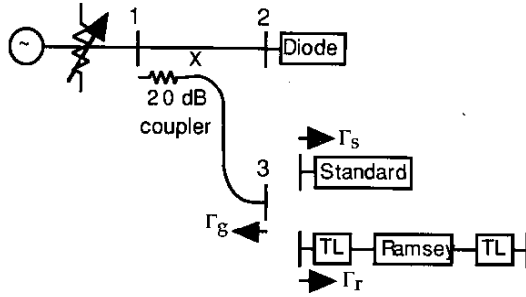 1
2
~
Diode
X
20 dB
coupler
3
Γs
Standard
Γg
TL
Ramsey
TL
Γr